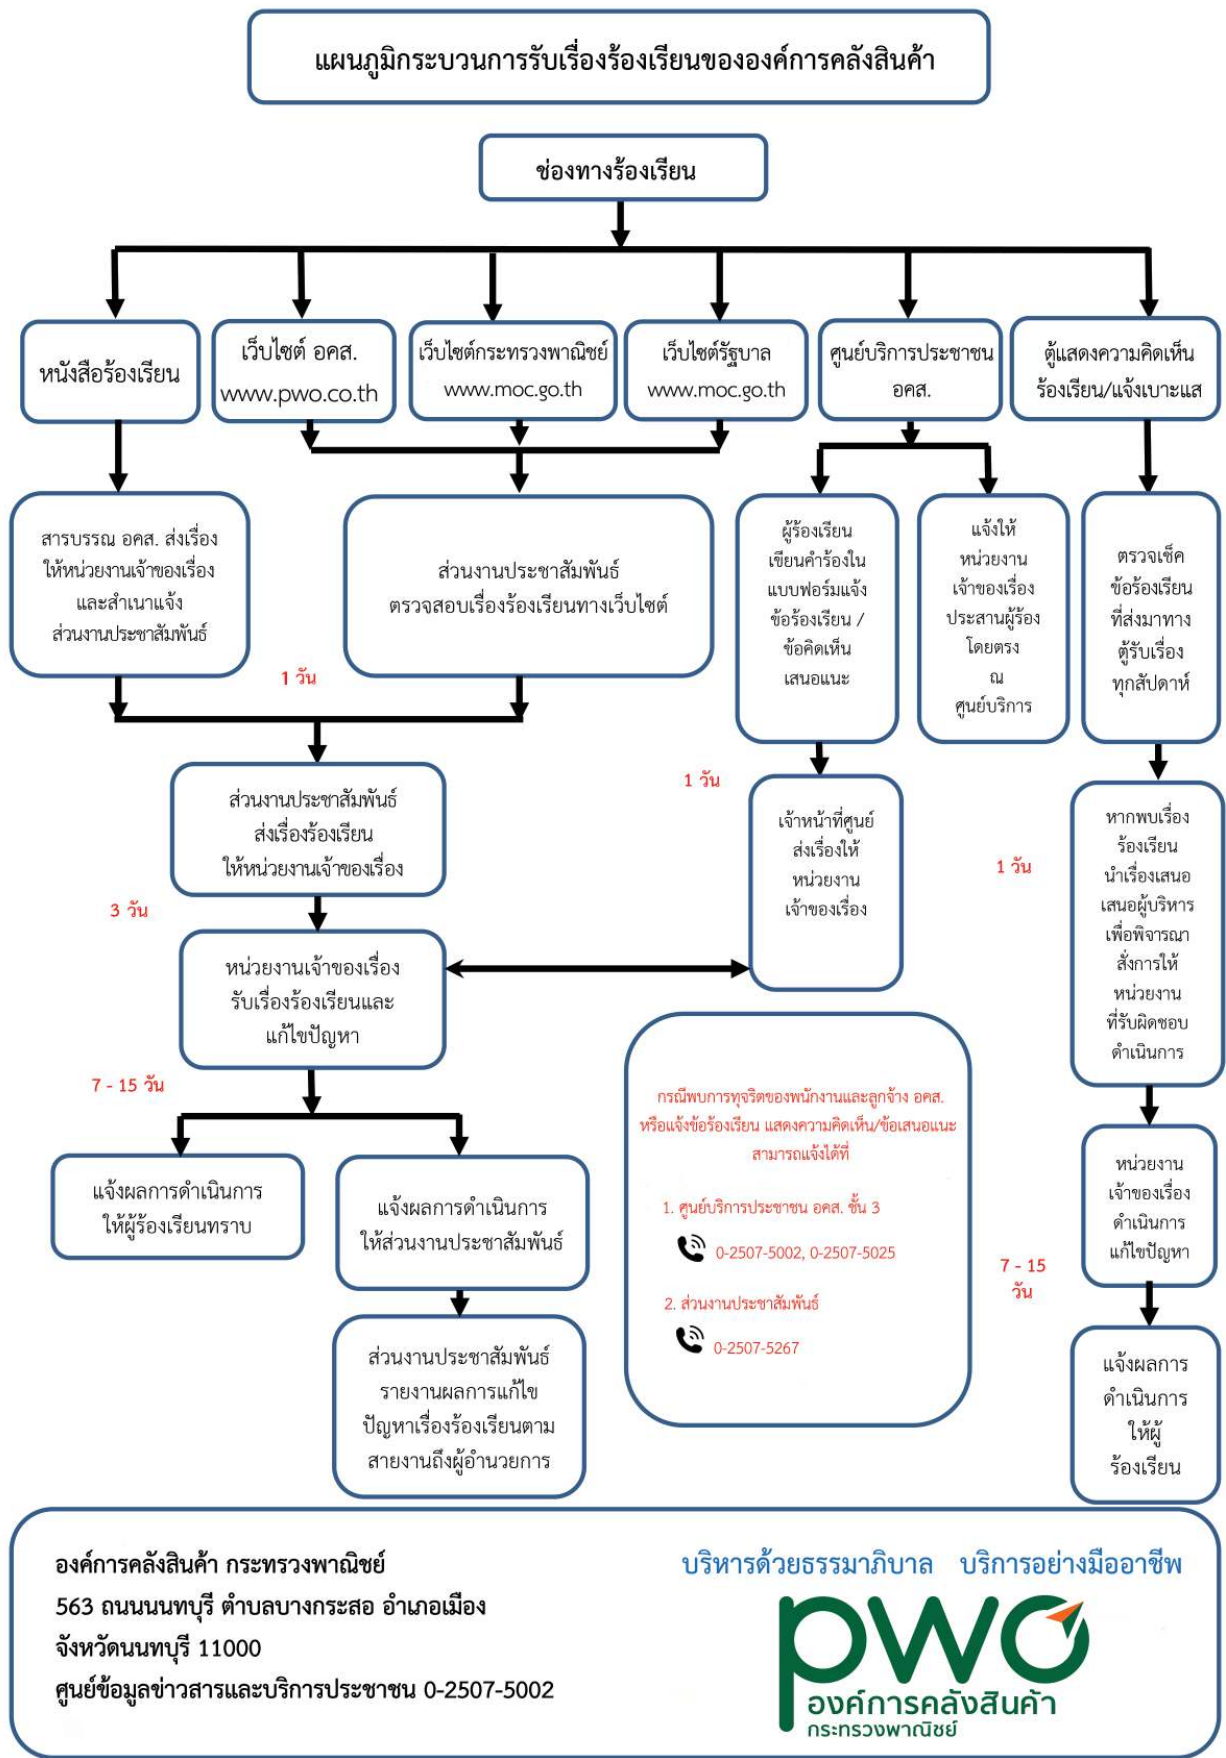 แผนภูมิกระบวนการรับเรื่องร้องเรียนขององค์การคลังสินค้า
ช่องทางร้องเรียน
หนังสือร้องเรียน
เว็บไซต์ อคส.
www.pwo.co.th
เว็บไซต์กระทรวงพาณิชย์
www.moc.go.th
เว็บไซต์รัฐบาล
www.moc.go.th
ศูนย์บริการประชาชน
อคส.
ตู้แสดงความคิดเห็น
ร้องเรียน/แจ้งเบาะแส
สารบรรณ อคส. ส่งเรื่อง
ให้หน่วยงานเจ้าของเรื่อง
และสำเนาแจ้ง
ส่วนงานประชาสัมพันธ์
ส่วนงานประชาสัมพันธ์
ตรวจสอบเรื่องร้องเรียนทางเว็บไซต์
ผู้ร้องเรียน
เขียนคำร้องใน
แบบฟอร์มแจ้ง
ข้อร้องเรียน /
ข้อคิดเห็น
เสนอแนะ
แจ้งให้
หน่วยงาน
เจ้าของเรื่อง
ประสานผู้ร้อง
โดยตรง
ณ
ศูนย์บริการ
ตรวจเช็ค
ข้อร้องเรียน
ที่ส่งมาทาง
ตู้รับเรื่อง
ทุกสัปดาห์
1 วัน
ส่วนงานประชาสัมพันธ์
ส่งเรื่องร้องเรียน
ให้หน่วยงานเจ้าของเรื่อง
1 วัน
เจ้าหน้าที่ศูนย์
ส่งเรื่องให้
หน่วยงาน
เจ้าของเรื่อง
1 วัน
หากพบเรื่อง
ร้องเรียน
นำเรื่องเสนอ
เสนอผู้บริหาร
เพื่อพิจารณา
สั่งการให้
หน่วยงาน
ที่รับผิดชอบ
ดำเนินการ
3 วัน
หน่วยงานเจ้าของเรื่อง
รับเรื่องร้องเรียนและ
แก้ไขปัญหา
7 - 15 วัน
แจ้งผลการดำเนินการ
ให้ผู้ร้องเรียนทราบ
แจ้งผลการดำเนินการ
ให้ส่วนงานประชาสัมพันธ์
ส่วนงานประชาสัมพันธ์
รายงานผลการแก้ไข
ปัญหาเรื่องร้องเรียนตาม
สายงานถึงผู้อำนวยการ
กรณีพบการทุจริตของพนักงานและลูกจ้าง อคส.
หรือแจ้งข้อร้องเรียน แสดงความคิดเห็น/ข้อเสนอแนะ
สามารถแจ้งได้ที่
1. ศูนย์บริการประชาชน อคส. ชั้น 3
0-2507-5002, 0-2507-5025
2. ส่วนงานประชาสัมพันธ์
0-2507-5267
หน่วยงาน
เจ้าของเรื่อง
ดำเนินการ
แก้ไขปัญหา
7 - 15
วัน
แจ้งผลการ
ดำเนินการ
ให้ผู้
ร้องเรียน
องค์การคลังสินค้า กระทรวงพาณิชย์
563 ถนนนนทบุรี ตำบลบางกระสอ อำเภอเมือง
จังหวัดนนทบุรี 11000
ศูนย์ข้อมูลข่าวสารและบริการประชาชน 0-2507-5002
บริหารด้วยธรรมาภิบาล บริการอย่างมืออาชีพ
pwo
องค์การคลังสินค้า
กระทรวงพาณิชย์